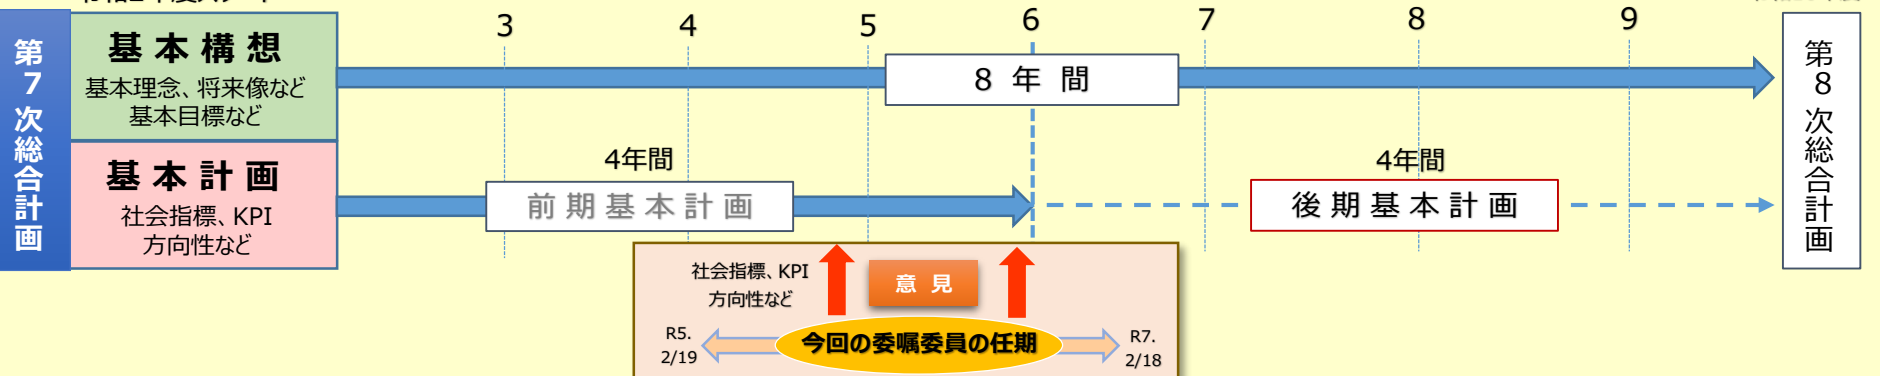 3
4
5
6
7
8
9
第7次総合計画
基本構想
基本理念、将来像など
基本目標など
8年間
第8次総合計画
基本計画
社会指標、KPI
方向性など
4年間
前期基本計画
4年間
後期基本計画
社会指標、KPI
方向性など
意見
R5.
2/19
今回の委嘱委員の任期
R7.
2/18